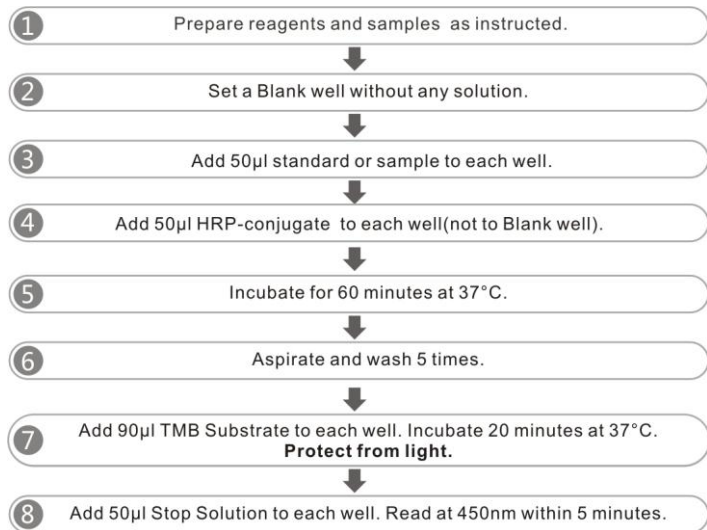 1 Prepare reagents and samples as instructed.
2 Set a Blank well without any solution.
3 Add 50μl standard or sample to each well.
4 Add 50μl HRP-conjugate to each well(not to Blank well).
5 Incubate for 60 minutes at 37°C.
6 Aspirate and wash 5 times.
7 Add 90μl TMB Substrate to each well. Incubate 20 minutes at 37°C.
Protect from light.
8 Add 50μl Stop Solution to each well. Read at 450nm within 5 minutes.